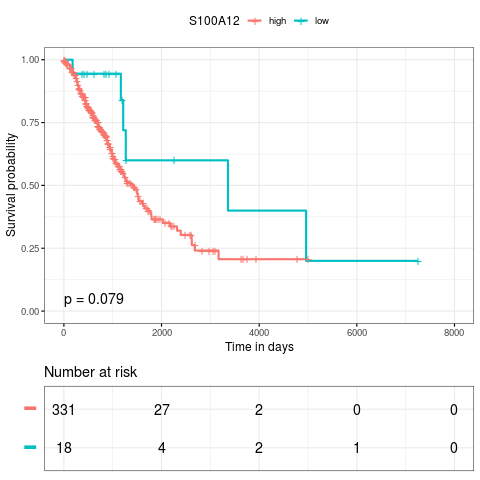 S100A12 high low
1.00
0.75
0.50
0.25
0.00
Survival probability
p = 0.079
0 2000 4000 6000 8000
Time in days
Number at risk
331 27 2 0 0
18 4 2 1 0